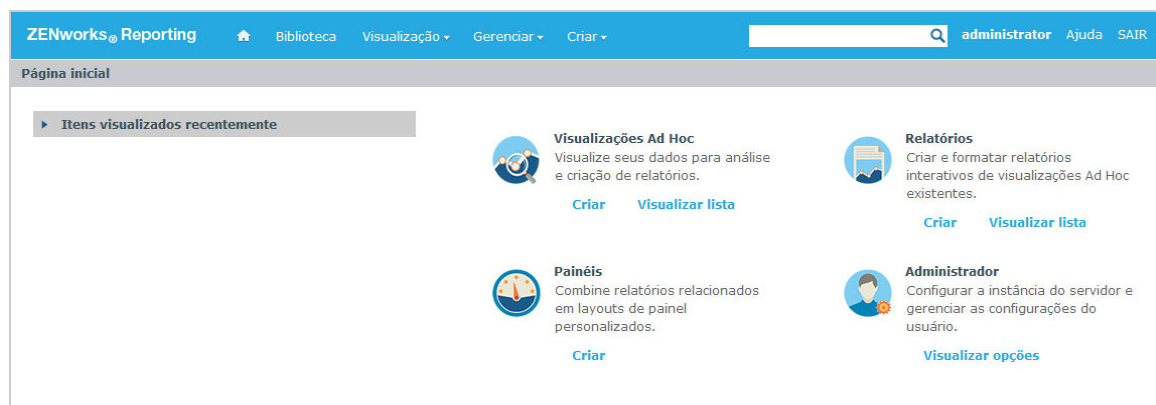 ZENworks® Reporting Biblioteca Visualização Gerenciar Criar administrator Ajuda SAIR
Página inicial
Itens visualizados recentemente
Visualizações Ad Hoc
Visualize seus dados para análise
e criação de relatórios.
Criar Visualizar lista
Relatórios
Criar e formatar relatórios
interativos de visualizações Ad Hoc
existentes.
Criar Visualizar lista
Painéis
Combine relatórios relacionados
em layouts de painel
personalizados.
Criar
Administrador
Configurar a instância do servidor e
gerenciar as configurações do
usuário.
Visualizar opções